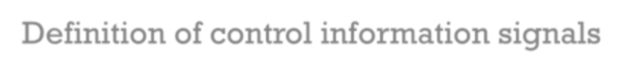 Definition of control information signals